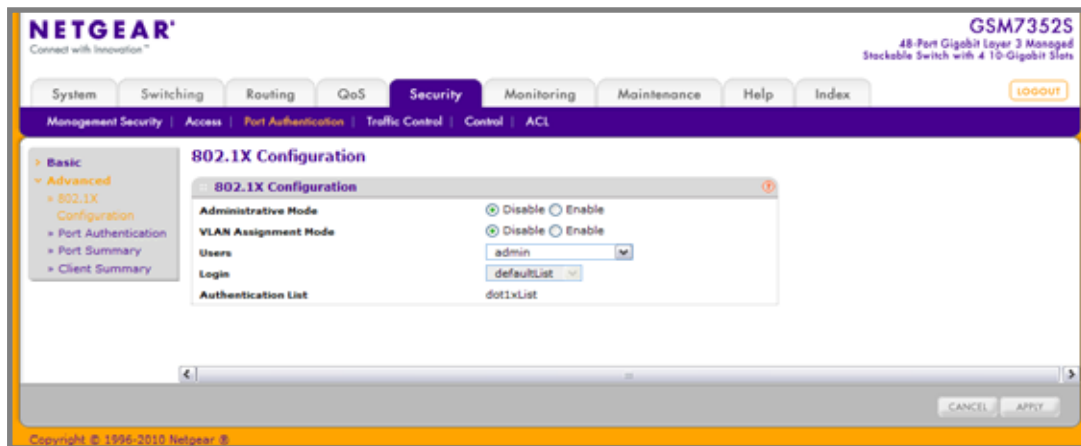 NETGEAR®
Connect with Innovation™
GSM7352S
48-Port Gigabit Layer 3 Managed
Stackable Switch with 4 10-Gigabit Slots
System Switching Routing QoS Security Monitoring Maintenance Help Index LOGOUT
Management Security | Access | Port Authentication | Traffic Control | Control | ACL
Basic
Advanced
» 802.1X
Configuration
» Port Authentication
» Port Summary
» Client Summary
802.1X Configuration
802.1X Configuration ?
Administrative Mode Disable Enable
VLAN Assignment Mode Disable Enable
Users admin
Login defaultList
Authentication List dot1xList
CANCEL APPLY
Copyright © 1996-2010 Netgear ®